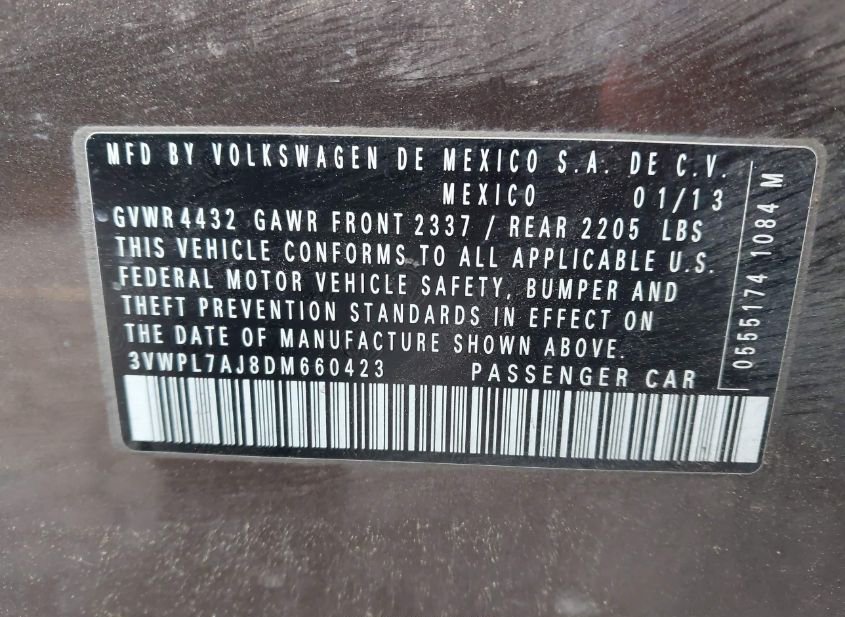 MFD BY VOLKSWAGEN DE MEXICO S.A. DE C.V.
MEXICO 01/13
GVWR 4432 GAWR FRONT 2337 / REAR 2205 LBS
THIS VEHICLE CONFORMS TO ALL APPLICABLE U.S.
FEDERAL MOTOR VEHICLE SAFETY, BUMPER AND
THEFT PREVENTION STANDARDS IN EFFECT ON
THE DATE OF MANUFACTURE SHOWN ABOVE.
3VWPL7AJ8DM660423 PASSENGER CAR
0555174 1084 M